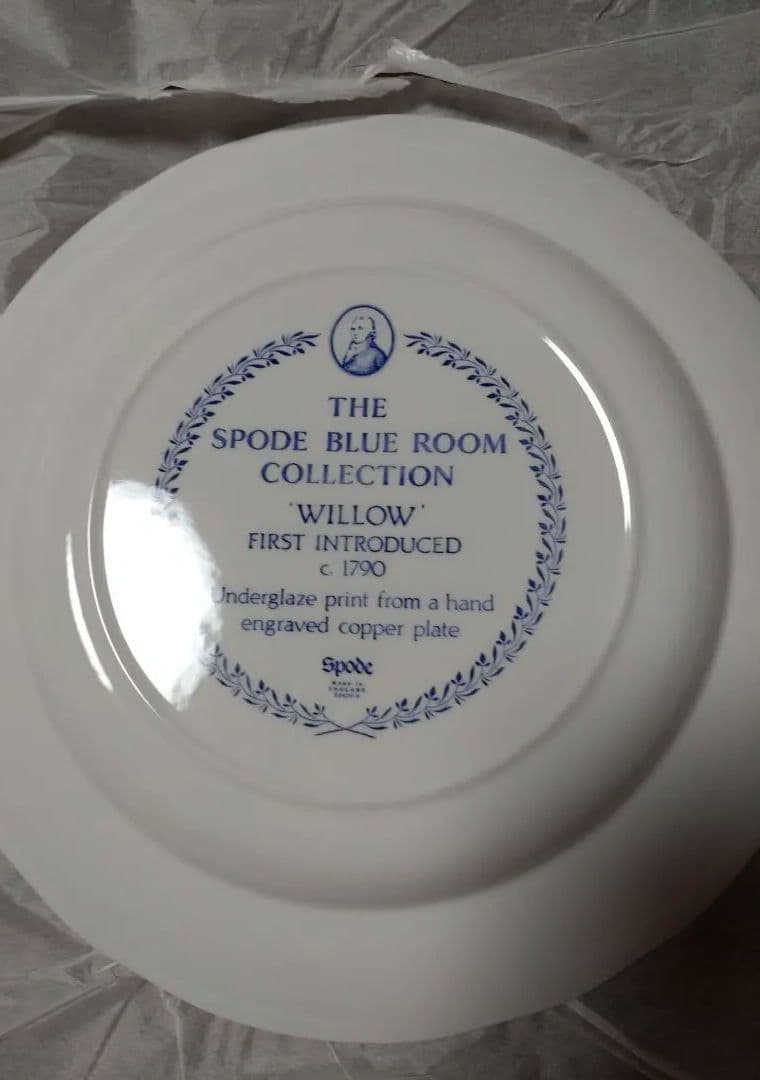 THE
SPODE BLUE ROOM
COLLECTION
'WILLOW'
FIRST INTRODUCED
c. 1790
Underglaze print from a hand
engraved copper plate
Spode
MADE IN
ENGLAND